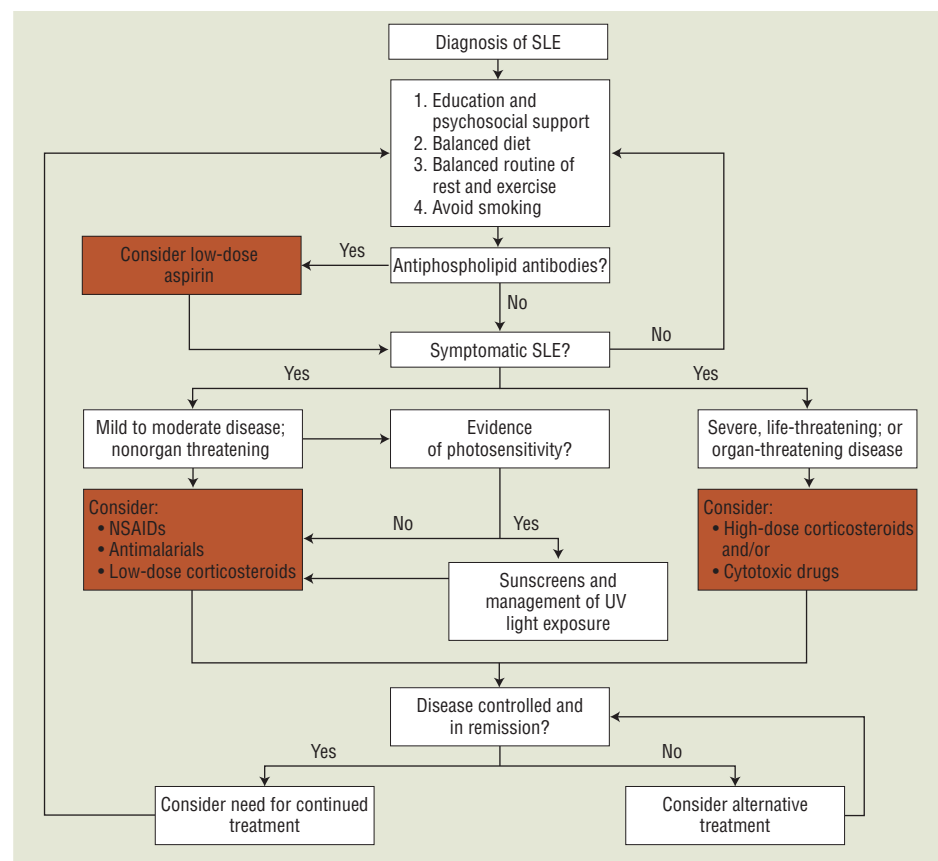 Diagnosis of SLE
1. Education and
psychosocial support
2. Balanced diet
3. Balanced routine of
rest and exercise
4. Avoid smoking
Consider low-dose
aspirin
Yes
Antiphospholipid antibodies?
No
Symptomatic SLE?
No
Yes
Yes
Mild to moderate disease;
nonorgan threatening
Evidence
of photosensitivity?
Severe, life-threatening; or
organ-threatening disease
Consider:
• NSAIDs
• Antimalarials
• Low-dose corticosteroids
No
Yes
Sunscreens and
management of UV
light exposure
Consider:
• High-dose corticosteroids
and/or
• Cytotoxic drugs
Disease controlled and
in remission?
Yes
No
Consider need for continued
treatment
Consider alternative
treatment